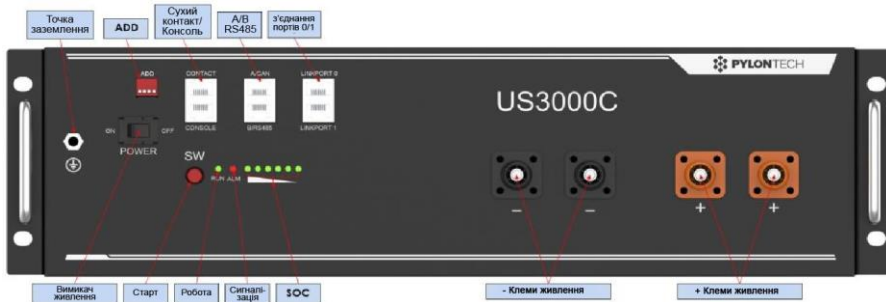 Точка
заземлення
ADD
Сухий
контакт/
Консоль
A/B
RS485
з'єднання
портів 0/1
ADD
CONTACT
A/CAN
LINKPORT 0
PYLONTECH
US3000C
CONSOLE
B/RS485
LINKPORT 1
ON
OFF
POWER
SW
RUN
ALM
Вимикач
живлення
Старт
Робота
Сигналі-
зація
SOC
- Клеми живлення
+ Клеми живлення